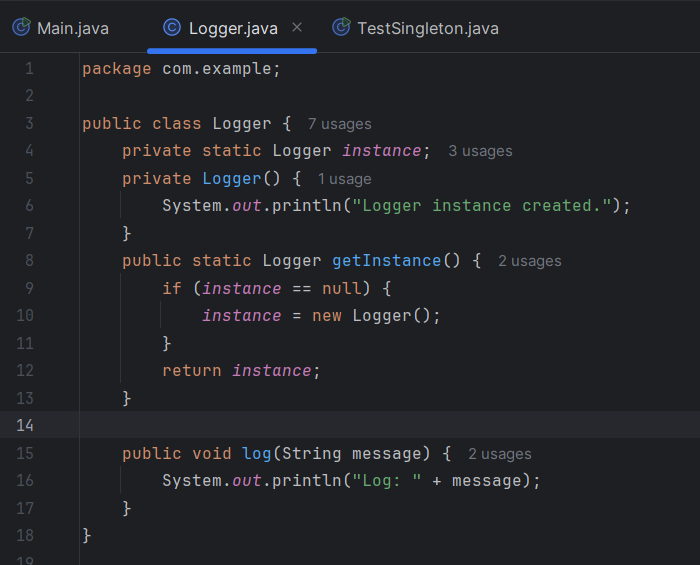 Main.java Logger.java × TestSingleton.java
1 package com.example;
2
3 public class Logger { 7 usages
4 private static Logger instance; 3 usages
5 private Logger() { 1 usage
6 System.out.println("Logger instance created.");
7 }
8 public static Logger getInstance() { 2 usages
9 if (instance == null) {
10 instance = new Logger();
11 }
12 return instance;
13 }
14
15 public void log(String message) { 2 usages
16 System.out.println("Log: " + message);
17 }
18 }
19